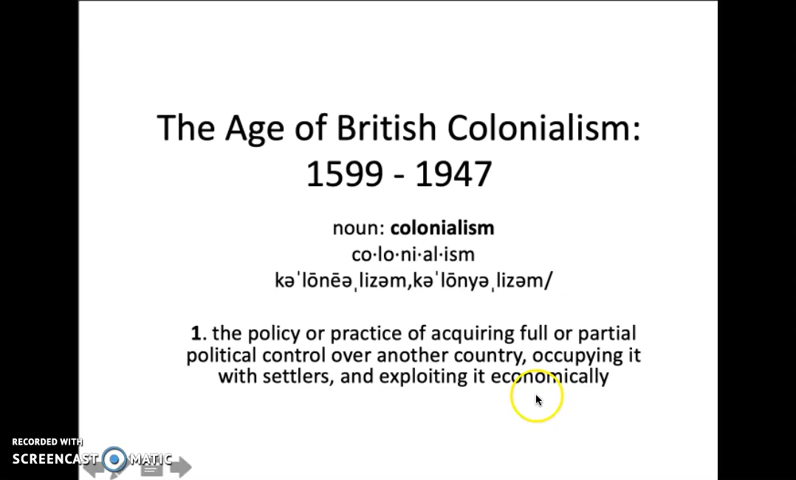 The Age of British Colonialism:
1599 - 1947
noun: colonialism
co·lo·ni·al·ism
kəˈlōnēəˌlizəm,kəˈlōnyəˌlizəm/
1. the policy or practice of acquiring full or partial
political control over another country, occupying it
with settlers, and exploiting it economically
RECORDED WITH
SCREENCAST MATIC